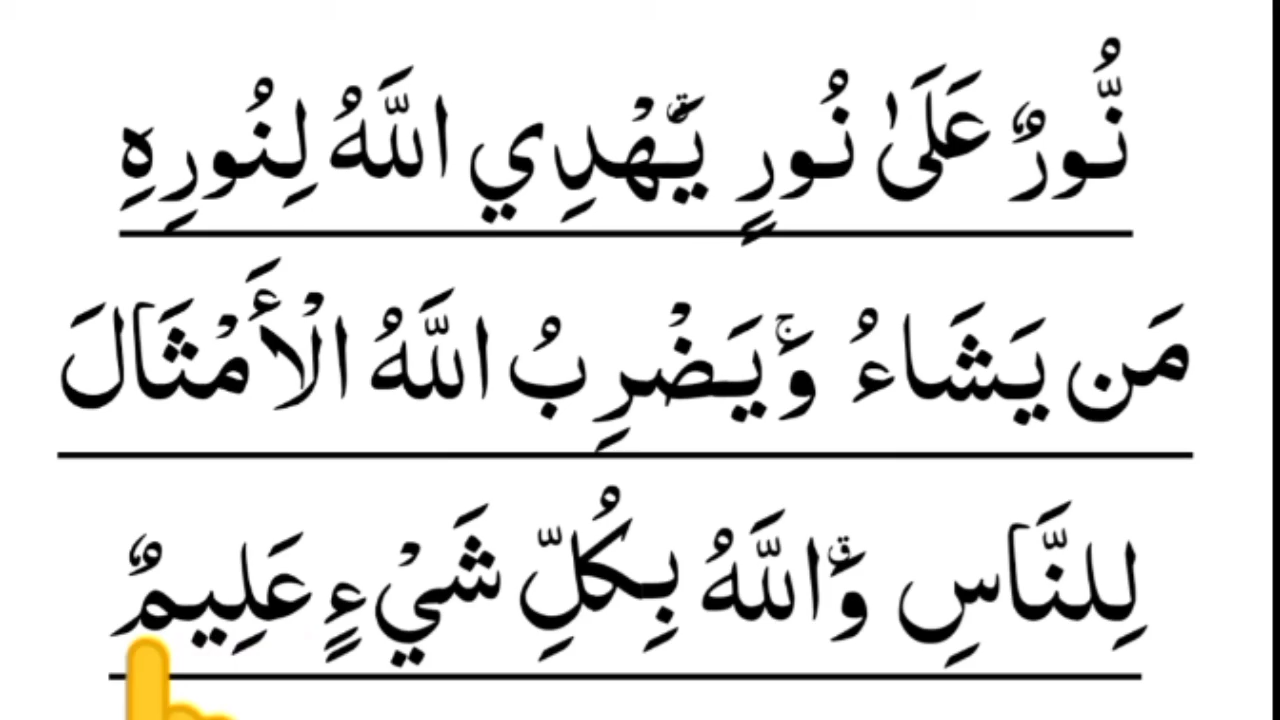 نُّورٌ عَلَىٰ نُورٍ ۗ يَهْدِي اللَّهُ لِنُورِهِ
مَن يَشَاءُ ۚ وَيَضْرِبُ اللَّهُ الْأَمْثَالَ
لِلنَّاسِ ۗ وَاللَّهُ بِكُلِّ شَيْءٍ عَلِيمٌ